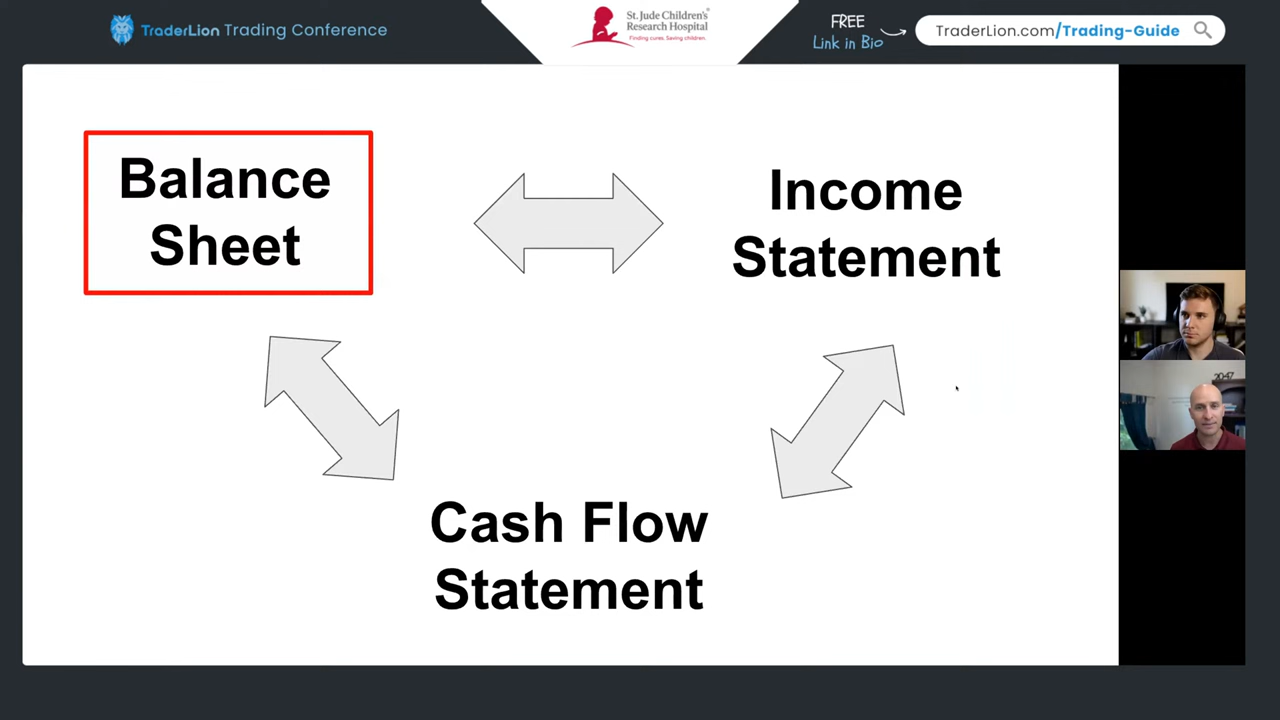 TraderLion Trading Conference
St. Jude Children's
Research Hospital
Finding cures. Saving children.
FREE
Link in Bio
TraderLion.com/Trading-Guide
Balance
Sheet
Income
Statement
Cash Flow
Statement
2047